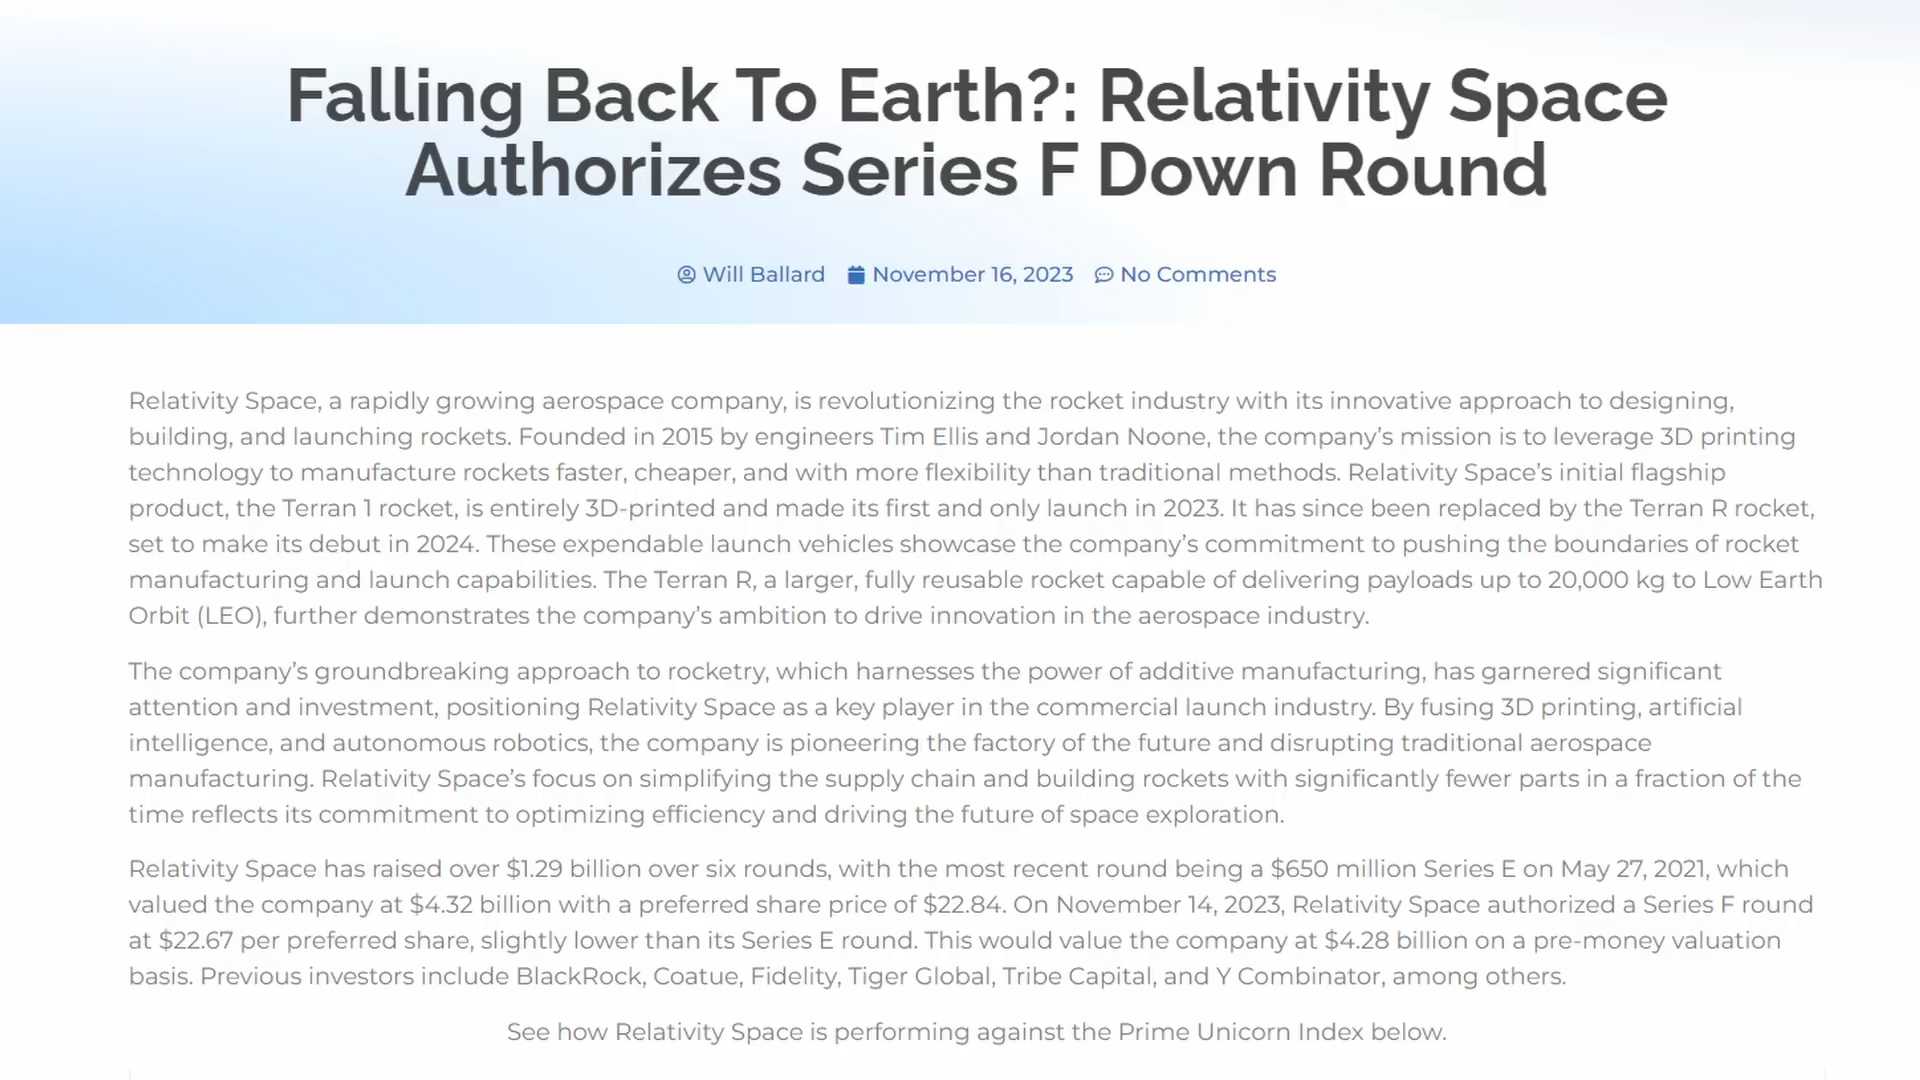 Falling Back To Earth?: Relativity Space
Authorizes Series F Down Round
Will Ballard November 16, 2023 No Comments
Relativity Space, a rapidly growing aerospace company, is revolutionizing the rocket industry with its innovative approach to designing,
building, and launching rockets. Founded in 2015 by engineers Tim Ellis and Jordan Noone, the company’s mission is to leverage 3D printing
technology to manufacture rockets faster, cheaper, and with more flexibility than traditional methods. Relativity Space’s initial flagship
product, the Terran 1 rocket, is entirely 3D-printed and made its first and only launch in 2023. It has since been replaced by the Terran R rocket,
set to make its debut in 2024. These expendable launch vehicles showcase the company’s commitment to pushing the boundaries of rocket
manufacturing and launch capabilities. The Terran R, a larger, fully reusable rocket capable of delivering payloads up to 20,000 kg to Low Earth
Orbit (LEO), further demonstrates the company’s ambition to drive innovation in the aerospace industry.
The company’s groundbreaking approach to rocketry, which harnesses the power of additive manufacturing, has garnered significant
attention and investment, positioning Relativity Space as a key player in the commercial launch industry. By fusing 3D printing, artificial
intelligence, and autonomous robotics, the company is pioneering the factory of the future and disrupting traditional aerospace
manufacturing. Relativity Space’s focus on simplifying the supply chain and building rockets with significantly fewer parts in a fraction of the
time reflects its commitment to optimizing efficiency and driving the future of space exploration.
Relativity Space has raised over $1.29 billion over six rounds, with the most recent round being a $650 million Series E on May 27, 2021, which
valued the company at $4.32 billion with a preferred share price of $22.84. On November 14, 2023, Relativity Space authorized a Series F round
at $22.67 per preferred share, slightly lower than its Series E round. This would value the company at $4.28 billion on a pre-money valuation
basis. Previous investors include BlackRock, Coatue, Fidelity, Tiger Global, Tribe Capital, and Y Combinator, among others.
See how Relativity Space is performing against the Prime Unicorn Index below.